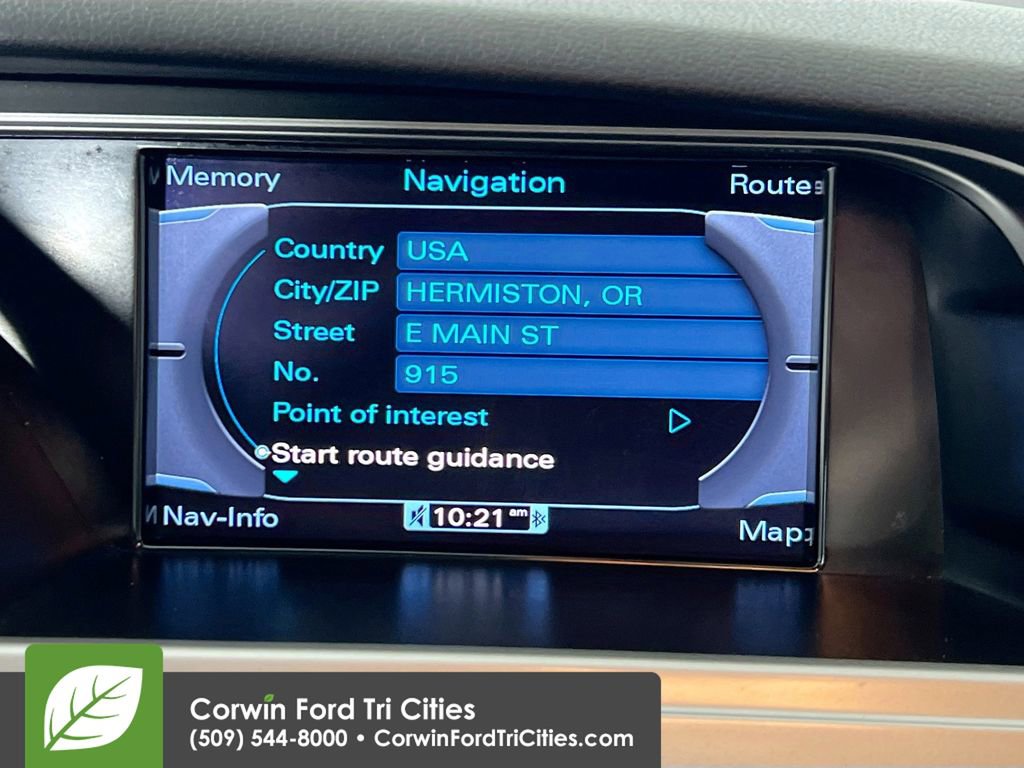 Memory Navigation Route
Country USA
City/ZIP HERMISTON, OR
Street E MAIN ST
No. 915
Point of interest
Start route guidance
Nav-Info 10:21 am Map
Corwin Ford Tri Cities
(509) 544-8000 • CorwinFordTriCities.com